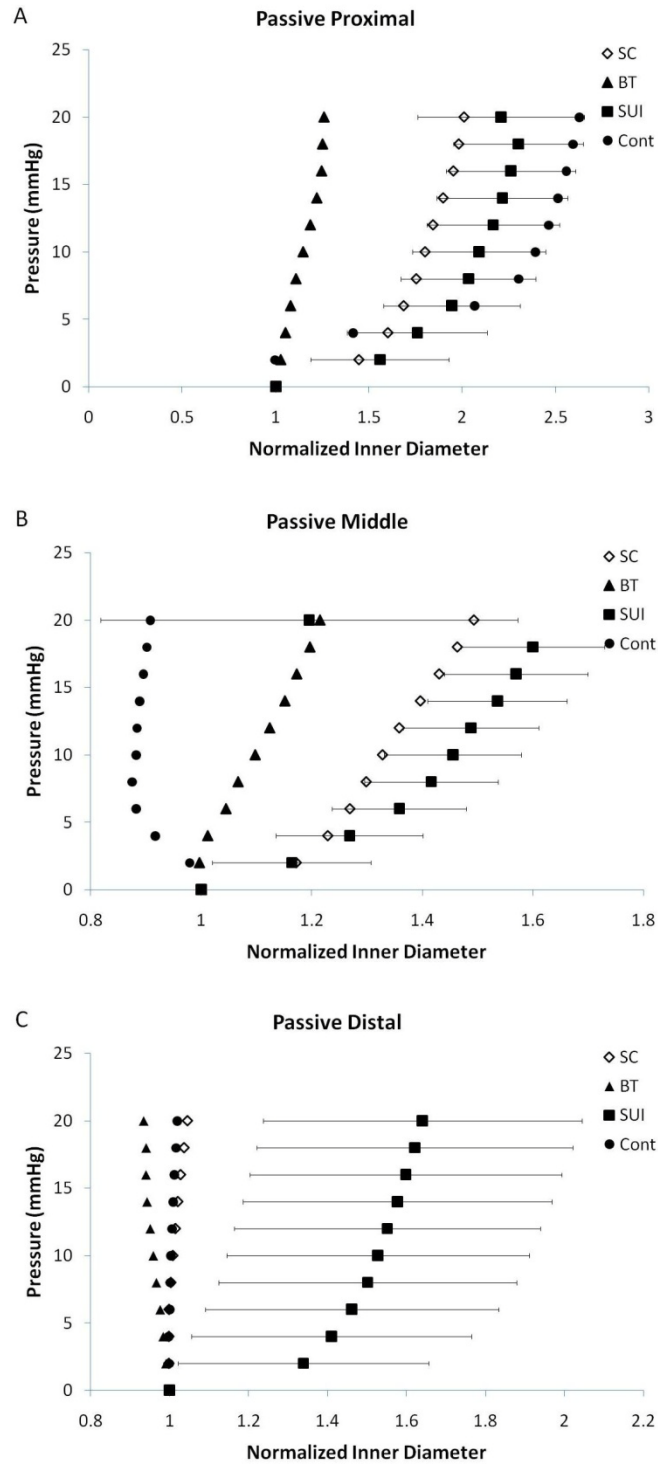 A
Passive Proximal
25
20
15
10
5
0
Pressure (mmHg)
SC
BT
SUI
Cont
0 0.5 1 1.5 2 2.5 3
Normalized Inner Diameter
B
Passive Middle
25
20
15
10
5
0
Pressure (mmHg)
SC
BT
SUI
Cont
0.8 1 1.2 1.4 1.6 1.8
Normalized Inner Diameter
C
Passive Distal
25
20
15
10
5
0
Pressure (mmHg)
SC
BT
SUI
Cont
0.8 1 1.2 1.4 1.6 1.8 2 2.2
Normalized Inner Diameter